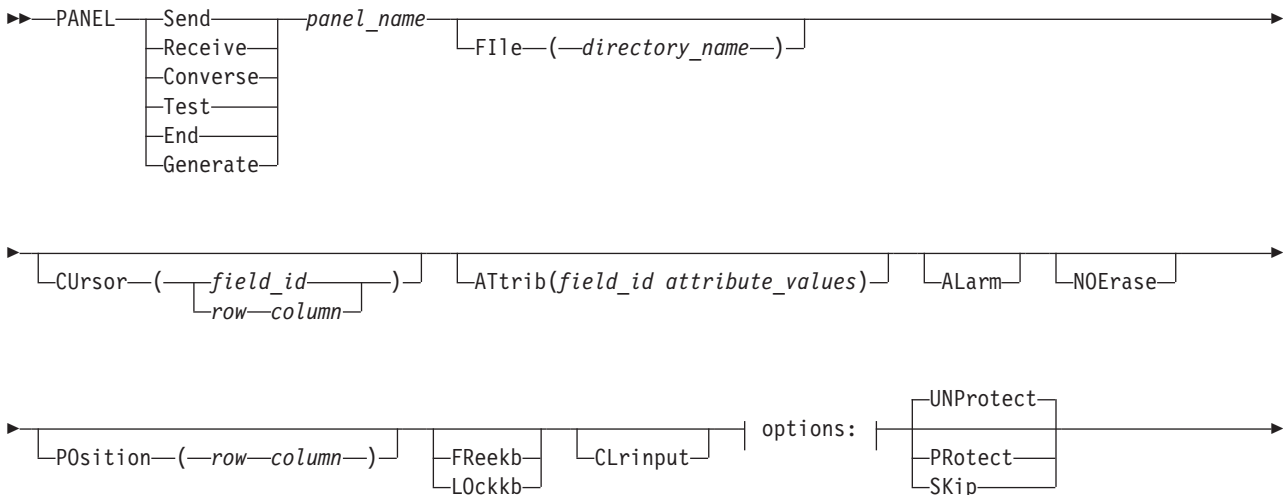 PANEL Send panel_name
Receive FIle ( directory_name )
Converse
Test
End
Generate
CUrsor ( field_id ) ATtrib(field_id attribute_values) ALarm NOErase
row column
UNProtect
POsition ( row column ) FReekb CLrinput options: PRotect
LOckkb SKip